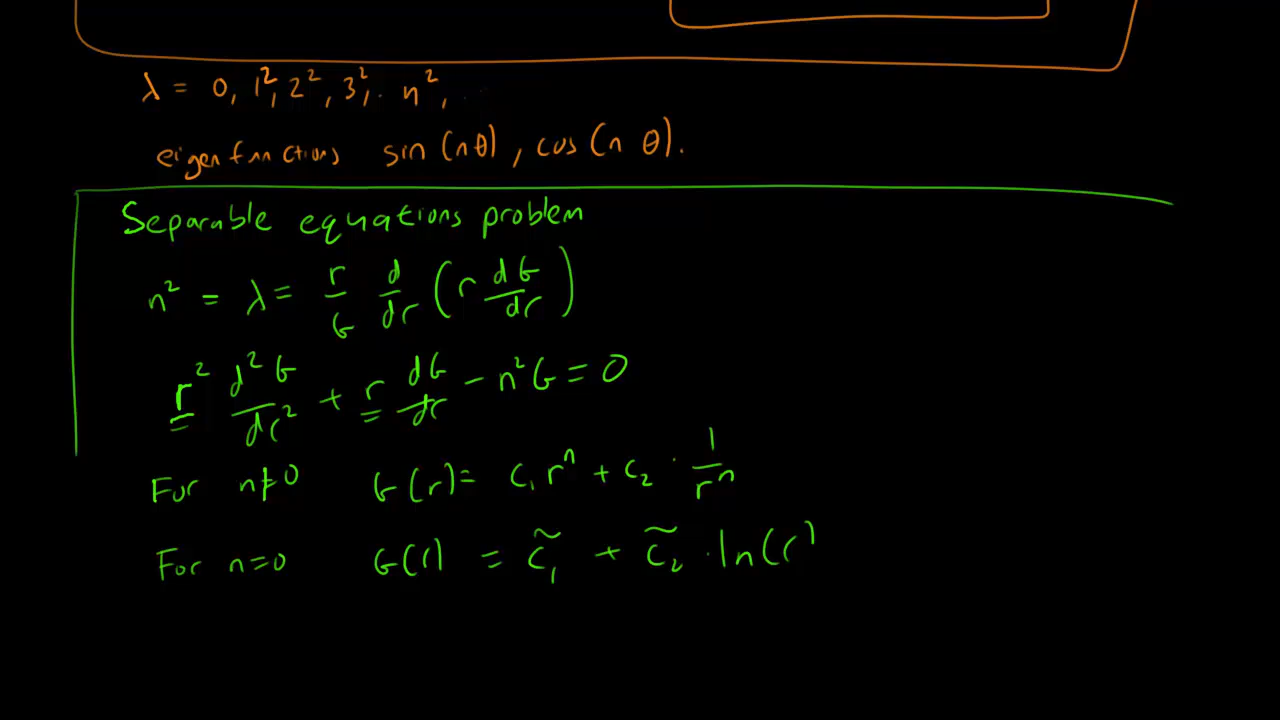 λ = 0, 1², 2², 3², · n²,
eigenfunctions sin(nθ), cos(n θ).
Separable equations problem
n² = λ = r/G d/dr (r dG/dr)
r² d²G/dr² + r dG/dr - n²G = 0
For n≠0 G(r) = c₁ rⁿ + c₂ · 1/rⁿ
For n=0 G(r) = c̃₁ + c̃₂ · ln(r)